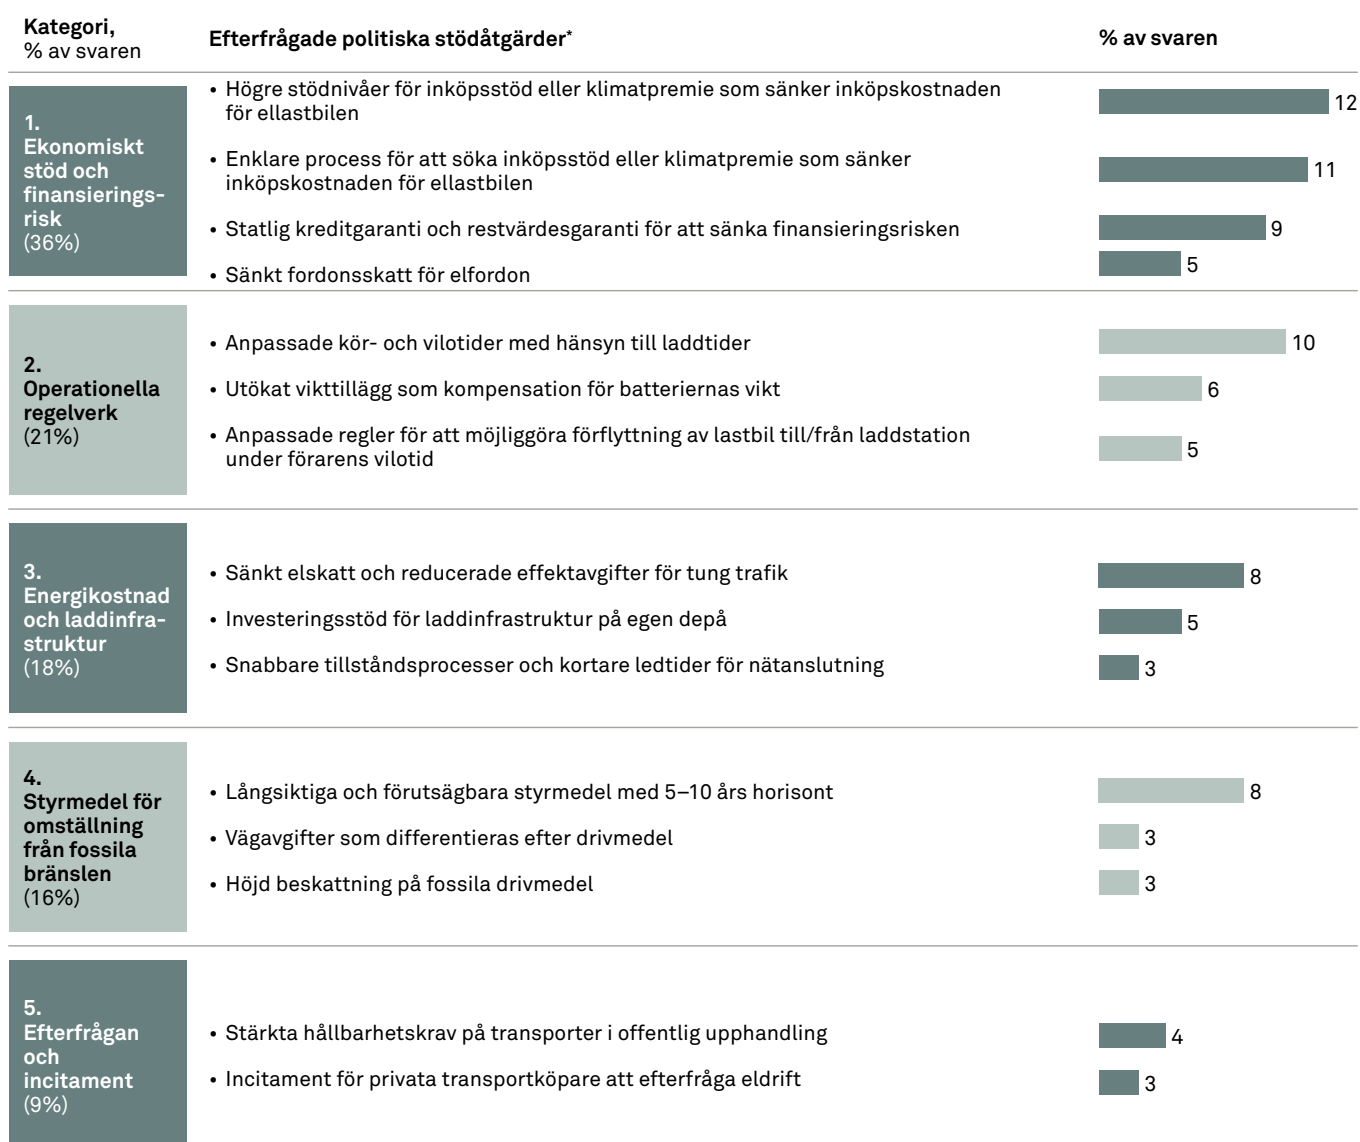 Kategori,
% av svaren
Efterfrågade politiska stödåtgärder*
% av svaren
1.
Ekonomiskt
stöd och
finansierings-
risk
(36%)
• Högre stödnivåer för inköpsstöd eller klimatpremie som sänker inköpskostnaden
för ellastbilen
12
• Enklare process för att söka inköpsstöd eller klimatpremie som sänker
inköpskostnaden för ellastbilen
11
• Statlig kreditgaranti och restvärdesgaranti för att sänka finansieringsrisken
9
• Sänkt fordonsskatt för elfordon
5
2.
Operationella
regelverk
(21%)
• Anpassade kör- och vilotider med hänsyn till laddtider
10
• Utökat vikttillägg som kompensation för batteriernas vikt
6
• Anpassade regler för att möjliggöra förflyttning av lastbil till/från laddstation
under förarens vilotid
5
3.
Energikostnad
och laddinfra-
struktur
(18%)
• Sänkt elskatt och reducerade effektavgifter för tung trafik
8
• Investeringsstöd för laddinfrastruktur på egen depå
5
• Snabbare tillståndsprocesser och kortare ledtider för nätanslutning
3
4.
Styrmedel för
omställning
från fossila
bränslen
(16%)
• Långsiktiga och förutsägbara styrmedel med 5–10 års horisont
8
• Vägavgifter som differentieras efter drivmedel
3
• Höjd beskattning på fossila drivmedel
3
5.
Efterfrågan
och
incitament
(9%)
• Stärkta hållbarhetskrav på transporter i offentlig upphandling
4
• Incitament för privata transportköpare att efterfråga eldrift
3